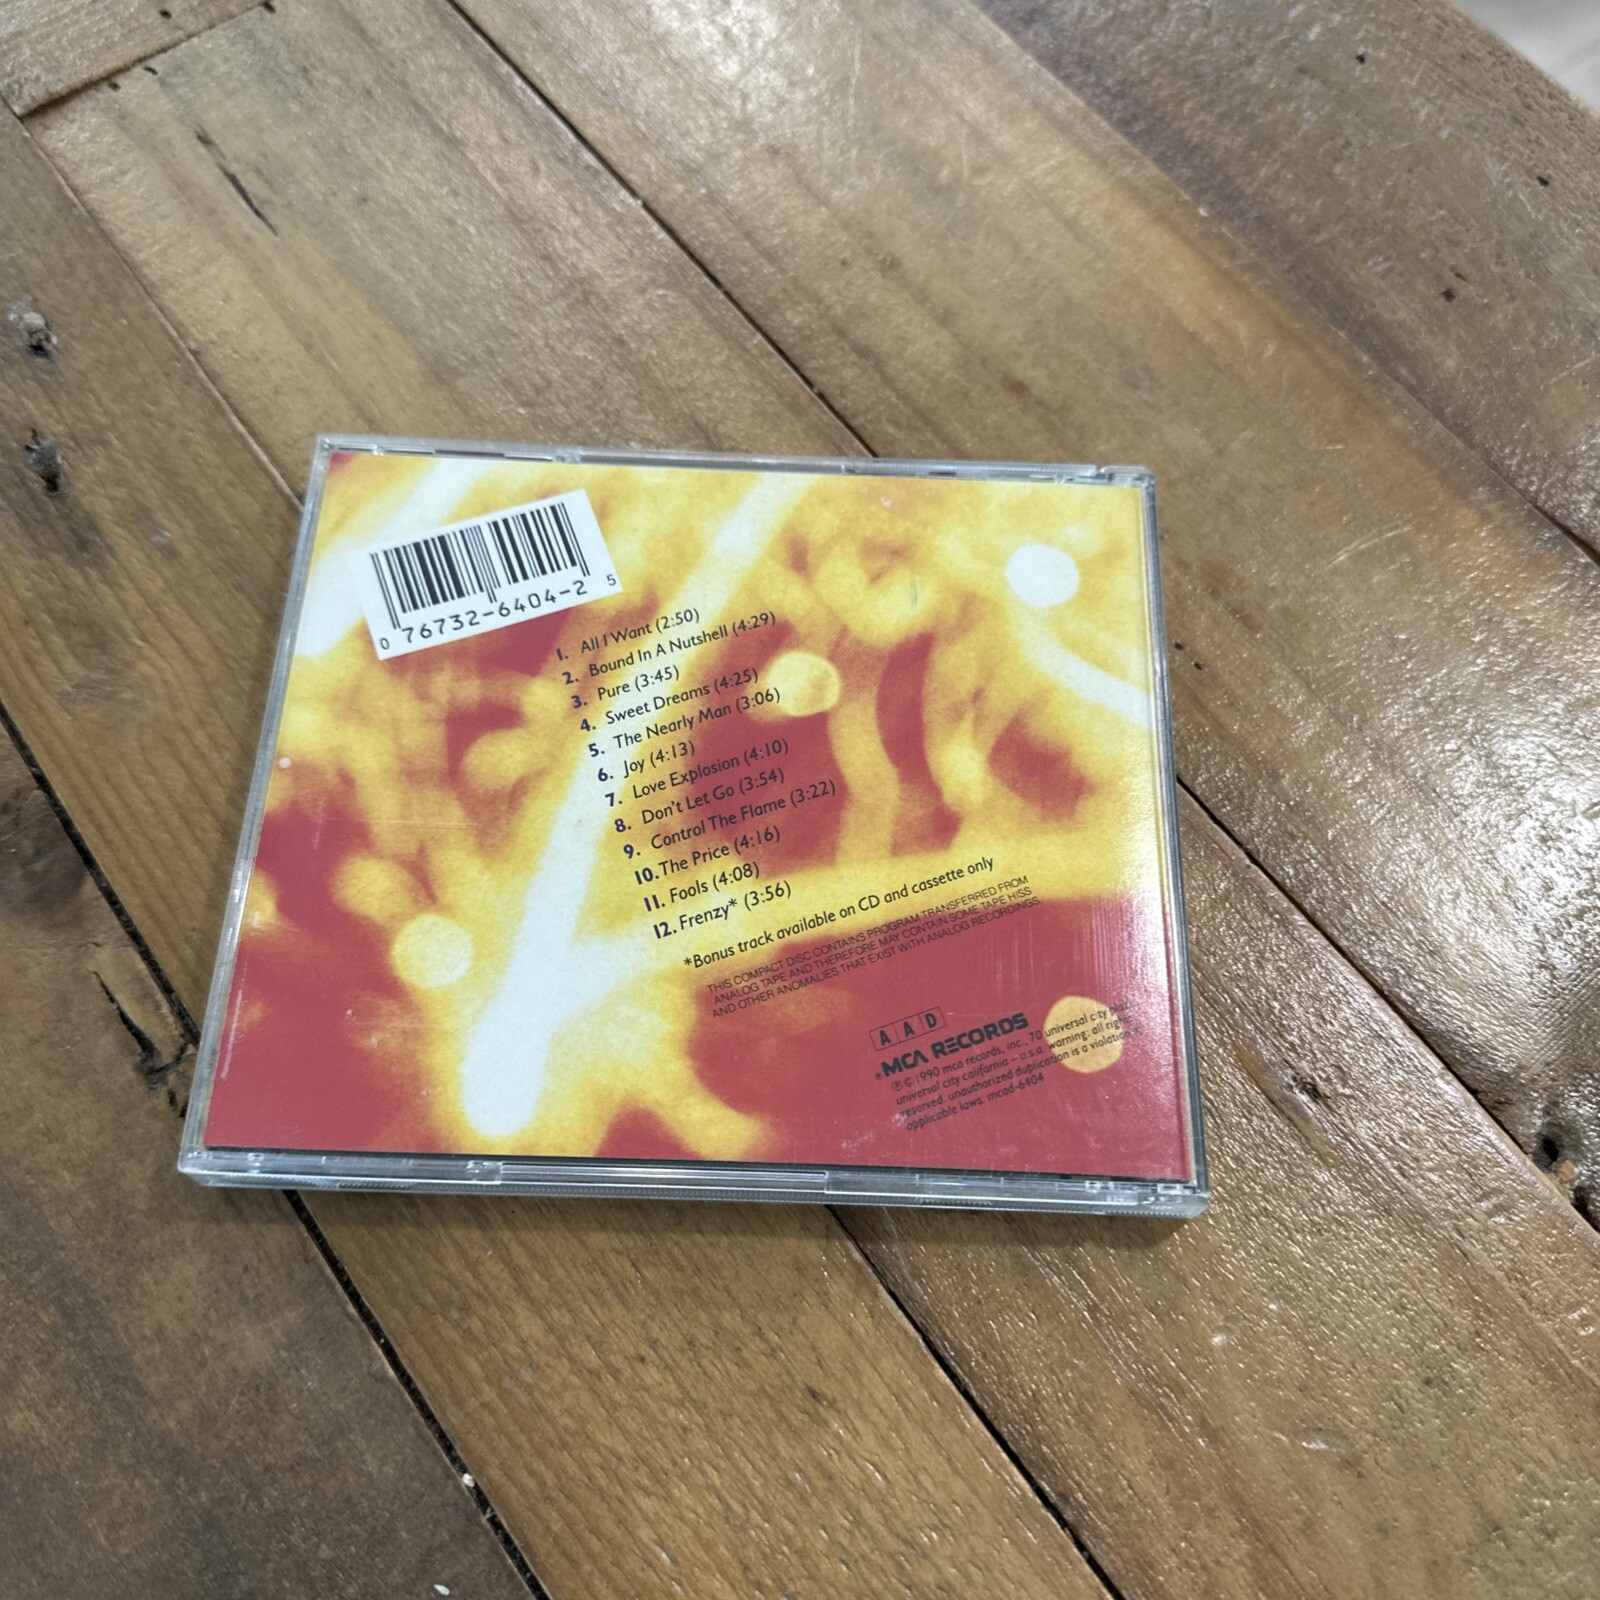 0 76732-6404-2 5
1. All I Want (2:50)
2. Bound In A Nutshell (4:29)
3. Pure (3:45)
4. Sweet Dreams (4:25)
5. The Nearly Man (3:06)
6. Joy (4:13)
7. Love Explosion (4:10)
8. Don't Let Go (3:54)
9. Control The Flame (3:22)
10. The Price (4:16)
11. Fools (4:08)
12. Frenzy* (3:56)
*Bonus track available on CD and cassette only
THIS COMPACT DISC CONTAINS PROGRAM TRANSFERRED FROM
ANALOG TAPE AND THEREFORE MAY CONTAIN SOME TAPE HISS
AND OTHER ANOMALIES THAT EXIST WITH ANALOG RECORDINGS
A A D
MCA RECORDS
℗©1990 mca records, inc., 70 universal city plaza,
universal city california – u.s.a. warning: all rights
reserved. unauthorized duplication is a violation of
applicable laws. mcad-6404